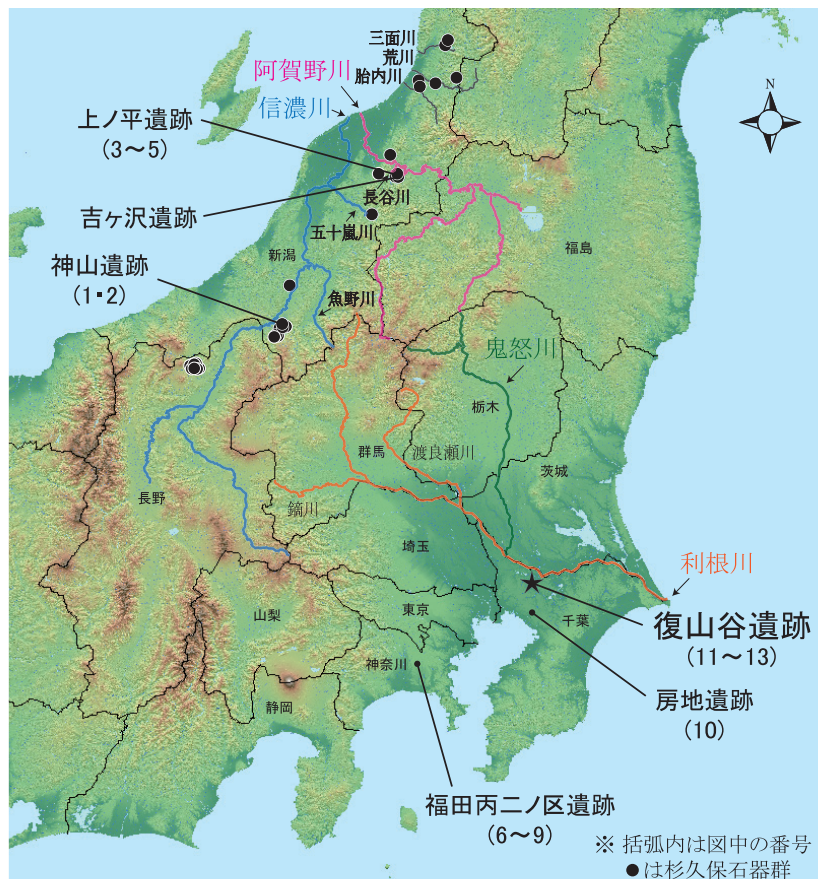 三面川
荒川
胎内川
阿賀野川
信濃川
N
上ノ平遺跡
(3～5)
長谷川
吉ヶ沢遺跡
五十嵐川
新潟
福島
神山遺跡
(1・2)
魚野川
鬼怒川
栃木
群馬
渡良瀬川
茨城
長野
鏑川
埼玉
利根川
東京
山梨
千葉
復山谷遺跡
(11～13)
神奈川
房地遺跡
(10)
静岡
福田丙二ノ区遺跡
(6～9)
※ 括弧内は図中の番号
●は杉久保石器群